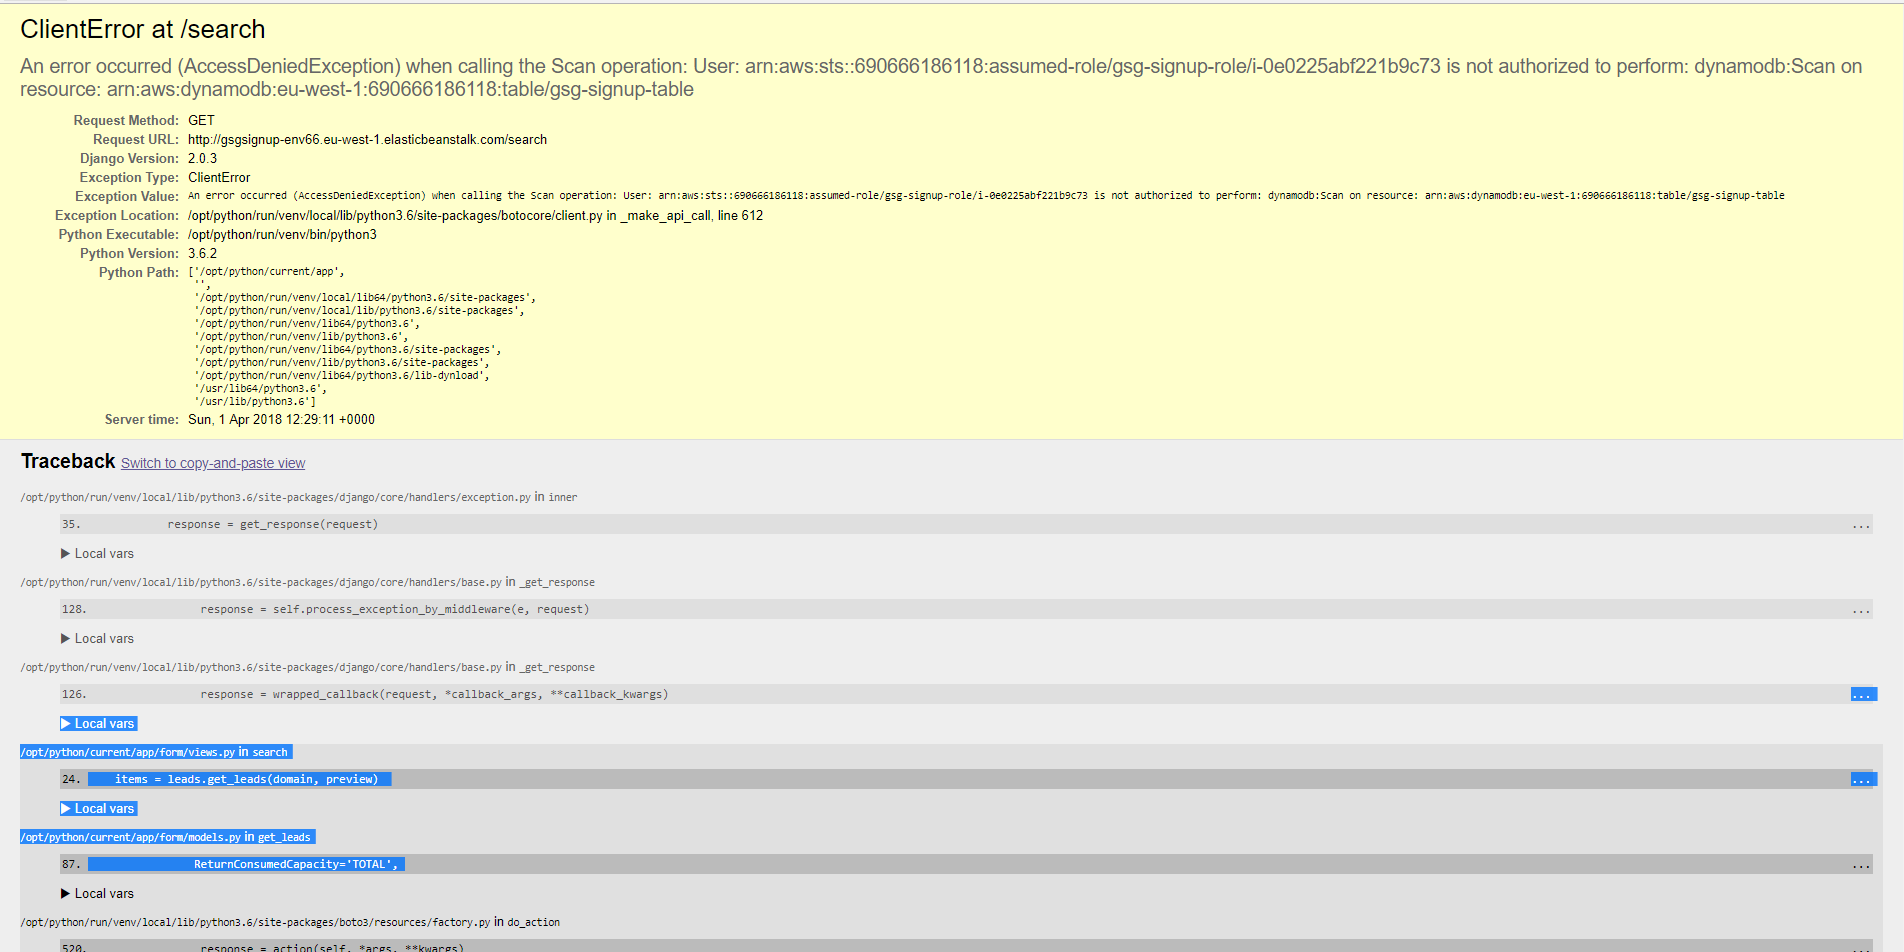 ClientError at /search
An error occurred (AccessDeniedException) when calling the Scan operation: User: arn:aws:sts::690666186118:assumed-role/gsg-signup-role/i-0e0225abf221b9c73 is not authorized to perform: dynamodb:Scan on
resource: arn:aws:dynamodb:eu-west-1:690666186118:table/gsg-signup-table
Request Method: GET
Request URL: http://gsgsignup-env66.eu-west-1.elasticbeanstalk.com/search
Django Version: 2.0.3
Exception Type: ClientError
Exception Value: An error occurred (AccessDeniedException) when calling the Scan operation: User: arn:aws:sts::690666186118:assumed-role/gsg-signup-role/i-0e0225abf221b9c73 is not authorized to perform: dynamodb:Scan on resource: arn:aws:dynamodb:eu-west-1:690666186118:table/gsg-signup-table
Exception Location: /opt/python/run/venv/local/lib/python3.6/site-packages/botocore/client.py in _make_api_call, line 612
Python Executable: /opt/python/run/venv/bin/python3
Python Version: 3.6.2
Python Path: ['/opt/python/current/app',
'',
'/opt/python/run/venv/local/lib64/python3.6/site-packages',
'/opt/python/run/venv/local/lib/python3.6/site-packages',
'/opt/python/run/venv/lib64/python3.6',
'/opt/python/run/venv/lib/python3.6',
'/opt/python/run/venv/lib64/python3.6/site-packages',
'/opt/python/run/venv/lib/python3.6/site-packages',
'/opt/python/run/venv/lib64/python3.6/lib-dynload',
'/usr/lib64/python3.6',
'/usr/lib/python3.6']
Server time: Sun, 1 Apr 2018 12:29:11 +0000
Traceback Switch to copy-and-paste view
/opt/python/run/venv/local/lib/python3.6/site-packages/django/core/handlers/exception.py in inner
35. response = get_response(request) ...
▶ Local vars
/opt/python/run/venv/local/lib/python3.6/site-packages/django/core/handlers/base.py in _get_response
128. response = self.process_exception_by_middleware(e, request) ...
▶ Local vars
/opt/python/run/venv/local/lib/python3.6/site-packages/django/core/handlers/base.py in _get_response
126. response = wrapped_callback(request, *callback_args, **callback_kwargs) ...
▶ Local vars
/opt/python/current/app/form/views.py in search
24. items = leads.get_leads(domain, preview) ...
▶ Local vars
/opt/python/current/app/form/models.py in get_leads
87. ReturnConsumedCapacity='TOTAL', ...
▶ Local vars
/opt/python/run/venv/local/lib/python3.6/site-packages/boto3/resources/factory.py in do_action
520. response = action(self, *args, **kwargs) ...